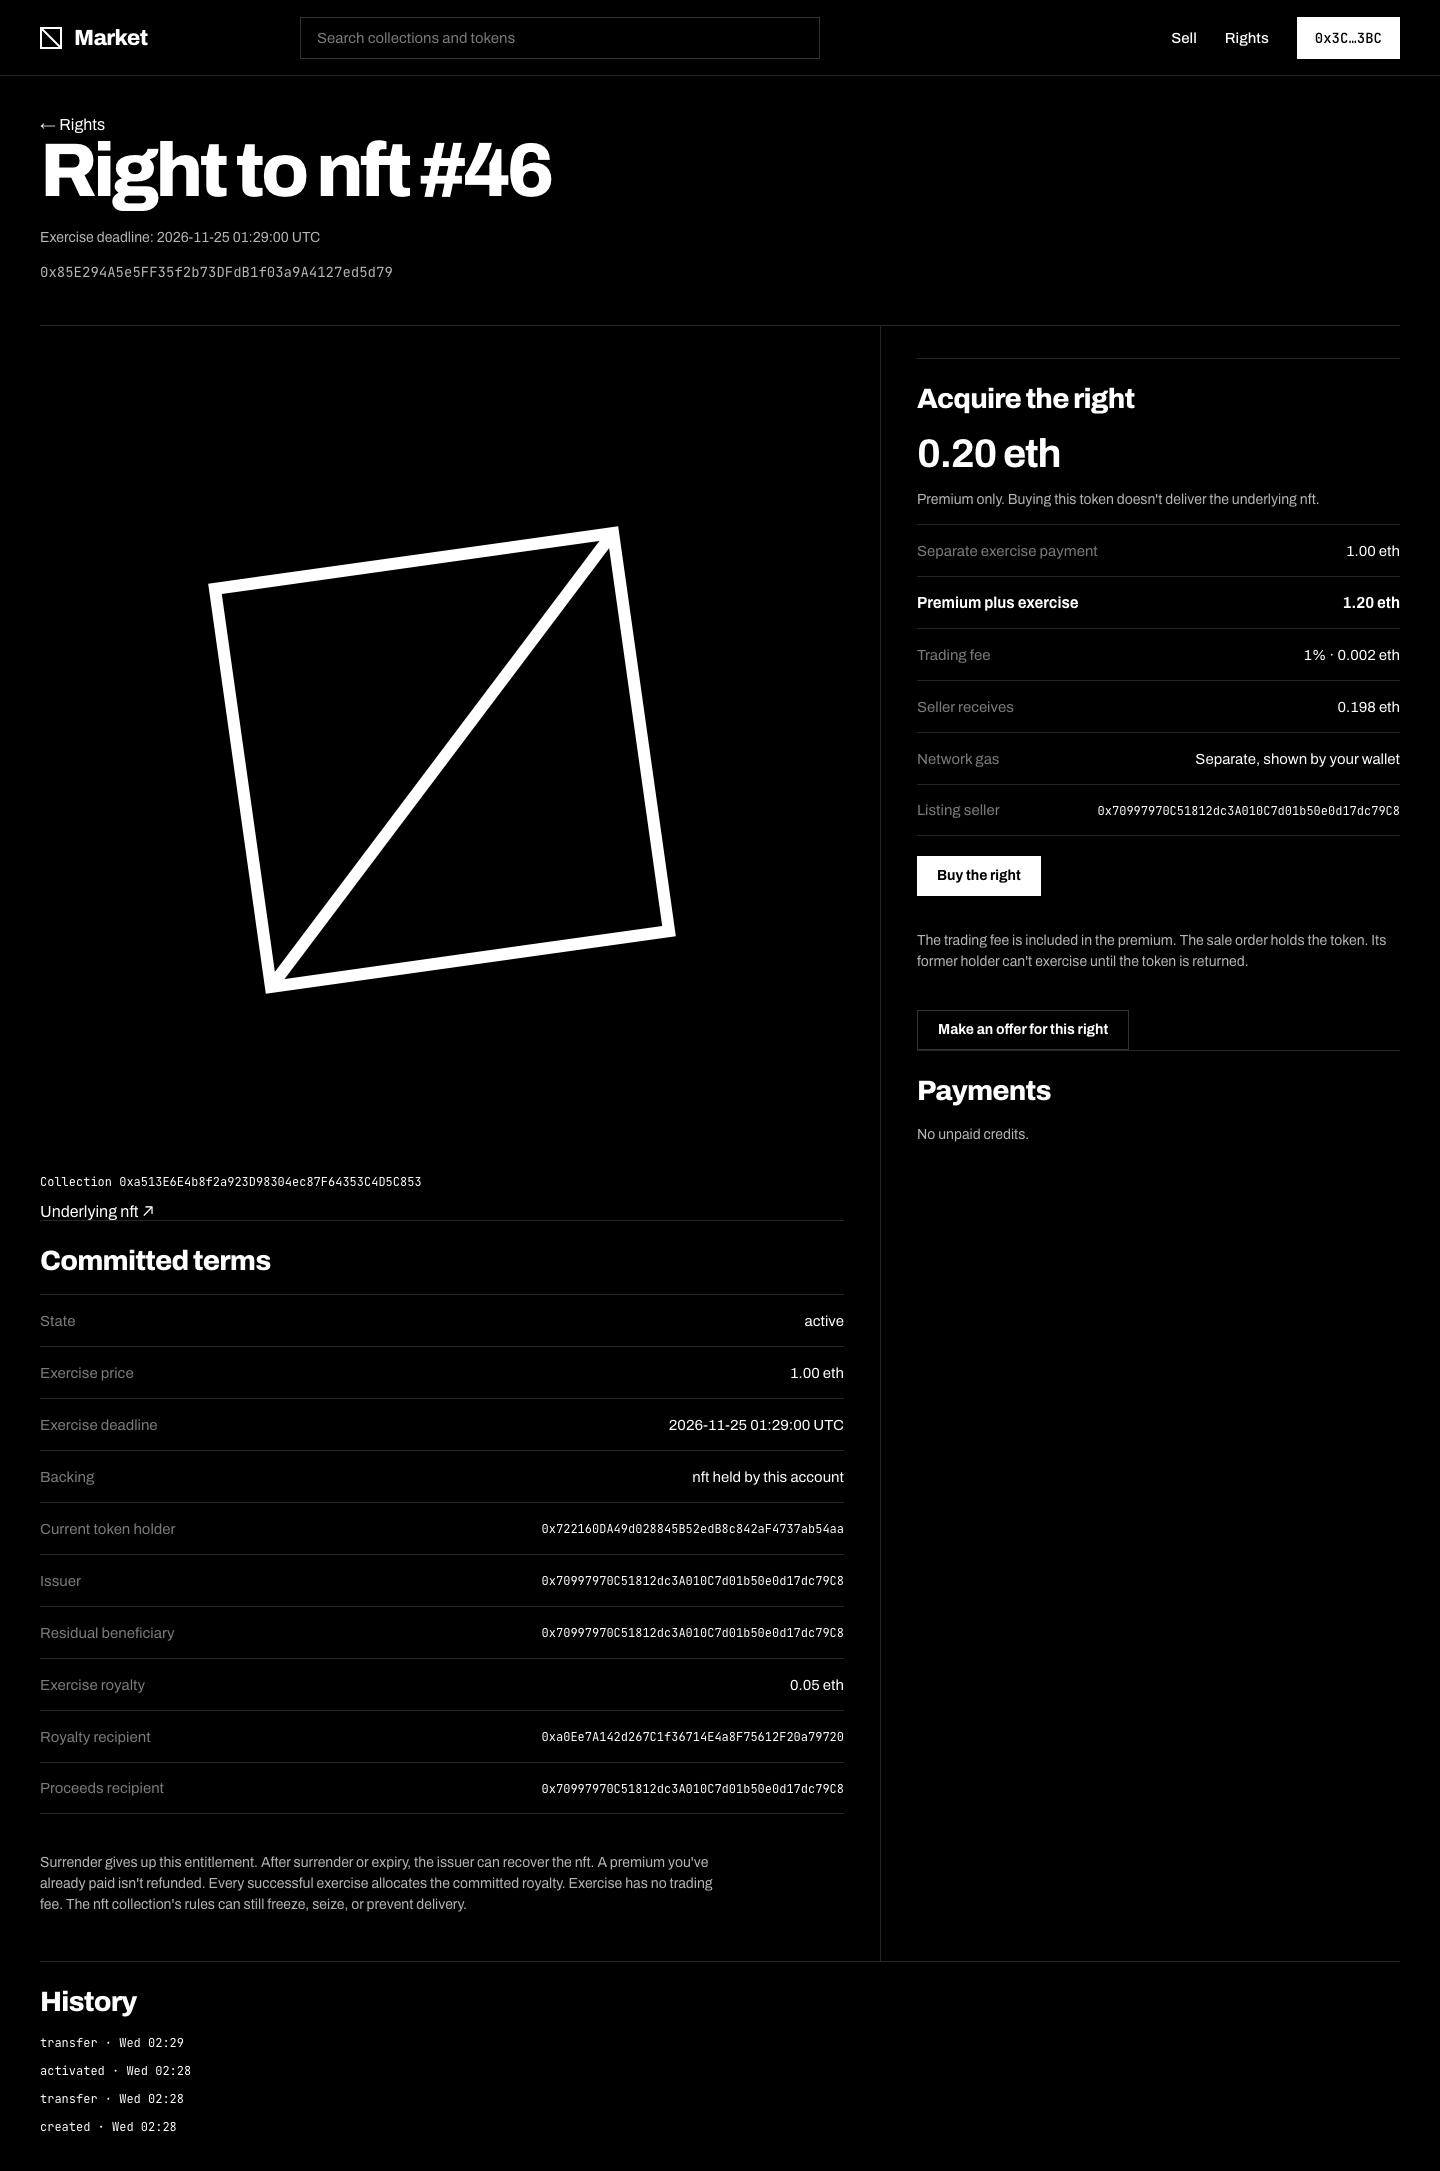 Market
Search collections and tokens
Sell
Rights
0x3C…3BC
← Rights
Right to nft #46
Exercise deadline: 2026-11-25 01:29:00 UTC
0x85E294A5e5FF35f2b73DFdB1f03a9A4127ed5d79
Acquire the right
0.20 eth
Premium only. Buying this token doesn't deliver the underlying nft.
Separate exercise payment 1.00 eth
Premium plus exercise 1.20 eth
Trading fee 1% · 0.002 eth
Seller receives 0.198 eth
Network gas Separate, shown by your wallet
Listing seller 0x70997970C51812dc3A010C7d01b50e0d17dc79C8
Buy the right
The trading fee is included in the premium. The sale order holds the token. Its
former holder can't exercise until the token is returned.
Make an offer for this right
Payments
No unpaid credits.
Collection 0xa513E6E4b8f2a923D98304ec87F64353C4D5C853
Underlying nft ↗
Committed terms
State active
Exercise price 1.00 eth
Exercise deadline 2026-11-25 01:29:00 UTC
Backing nft held by this account
Current token holder 0x722160DA49d028845B52edB8c842aF4737ab54aa
Issuer 0x70997970C51812dc3A010C7d01b50e0d17dc79C8
Residual beneficiary 0x70997970C51812dc3A010C7d01b50e0d17dc79C8
Exercise royalty 0.05 eth
Royalty recipient 0xa0Ee7A142d267C1f36714E4a8F75612F20a79720
Proceeds recipient 0x70997970C51812dc3A010C7d01b50e0d17dc79C8
Surrender gives up this entitlement. After surrender or expiry, the issuer can recover the nft. A premium you've
already paid isn't refunded. Every successful exercise allocates the committed royalty. Exercise has no trading
fee. The nft collection's rules can still freeze, seize, or prevent delivery.
History
transfer · Wed 02:29
activated · Wed 02:28
transfer · Wed 02:28
created · Wed 02:28